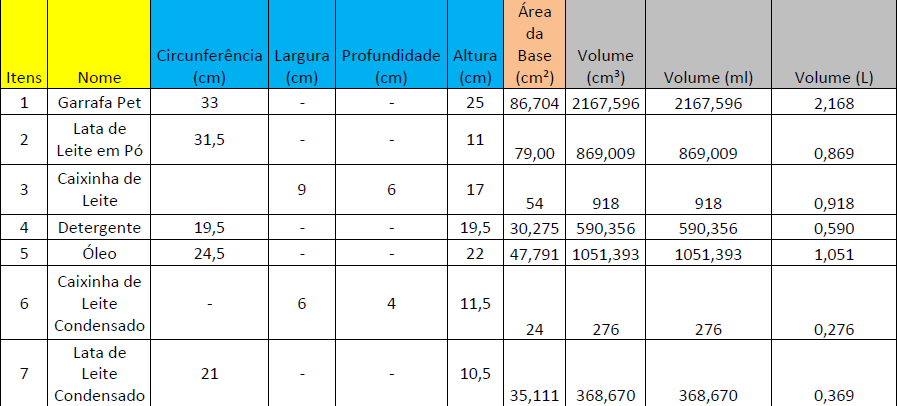 Itens Nome Circunferência (cm) Largura (cm) Profundidade (cm) Altura (cm) Área da Base (cm²) Volume (cm³) Volume (ml) Volume (L)
1 Garrafa Pet 33 - - 25 86,704 2167,596 2167,596 2,168
2 Lata de Leite em Pó 31,5 - - 11 79,00 869,009 869,009 0,869
3 Caixinha de Leite 9 6 17 54 918 918 0,918
4 Detergente 19,5 - - 19,5 30,275 590,356 590,356 0,590
5 Óleo 24,5 - - 22 47,791 1051,393 1051,393 1,051
6 Caixinha de Leite Condensado - 6 4 11,5 24 276 276 0,276
7 Lata de Leite Condensado 21 - - 10,5 35,111 368,670 368,670 0,369